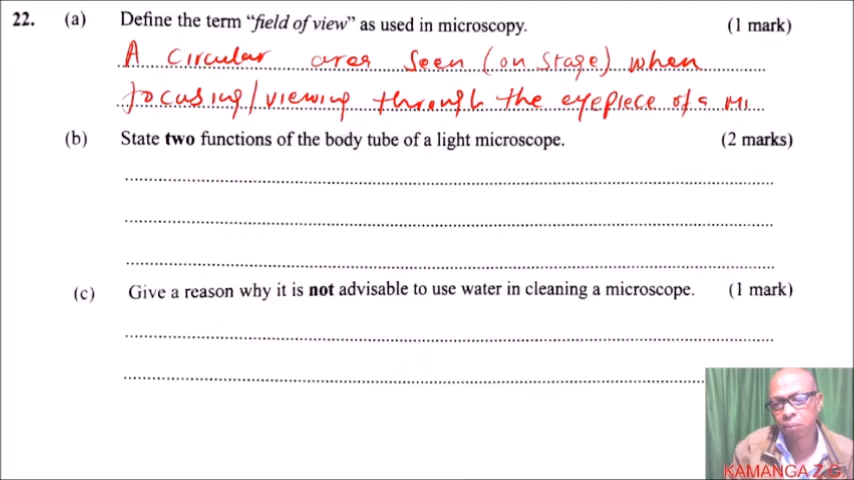 22. (a) Define the term “field of view” as used in microscopy. (1 mark)
A circular area seen (on stage) when
focusing/viewing through the eyepiece of a Mi
(b) State two functions of the body tube of a light microscope. (2 marks)
(c) Give a reason why it is not advisable to use water in cleaning a microscope. (1 mark)
KAMANGA Z.G.